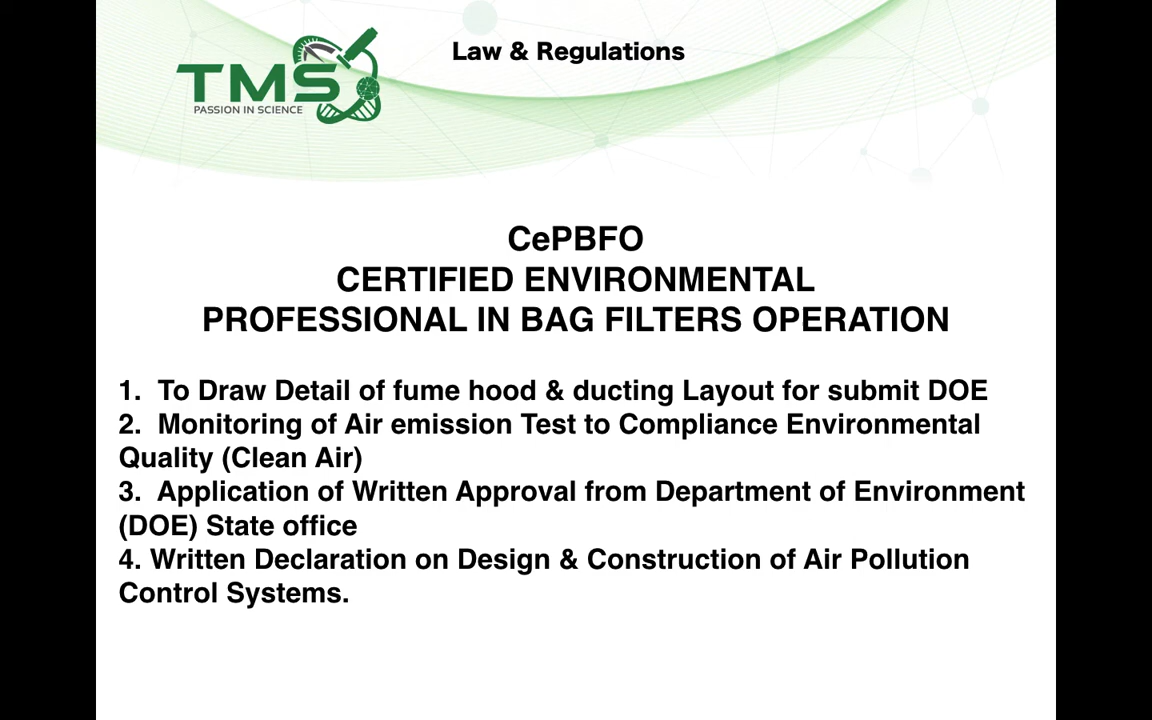 Law & Regulations
TMS
PASSION IN SCIENCE
CePBFO
CERTIFIED ENVIRONMENTAL
PROFESSIONAL IN BAG FILTERS OPERATION
1.  To Draw Detail of fume hood & ducting Layout for submit DOE
2.  Monitoring of Air emission Test to Compliance Environmental
Quality (Clean Air)
3.  Application of Written Approval from Department of Environment
(DOE) State office
4. Written Declaration on Design & Construction of Air Pollution
Control Systems.